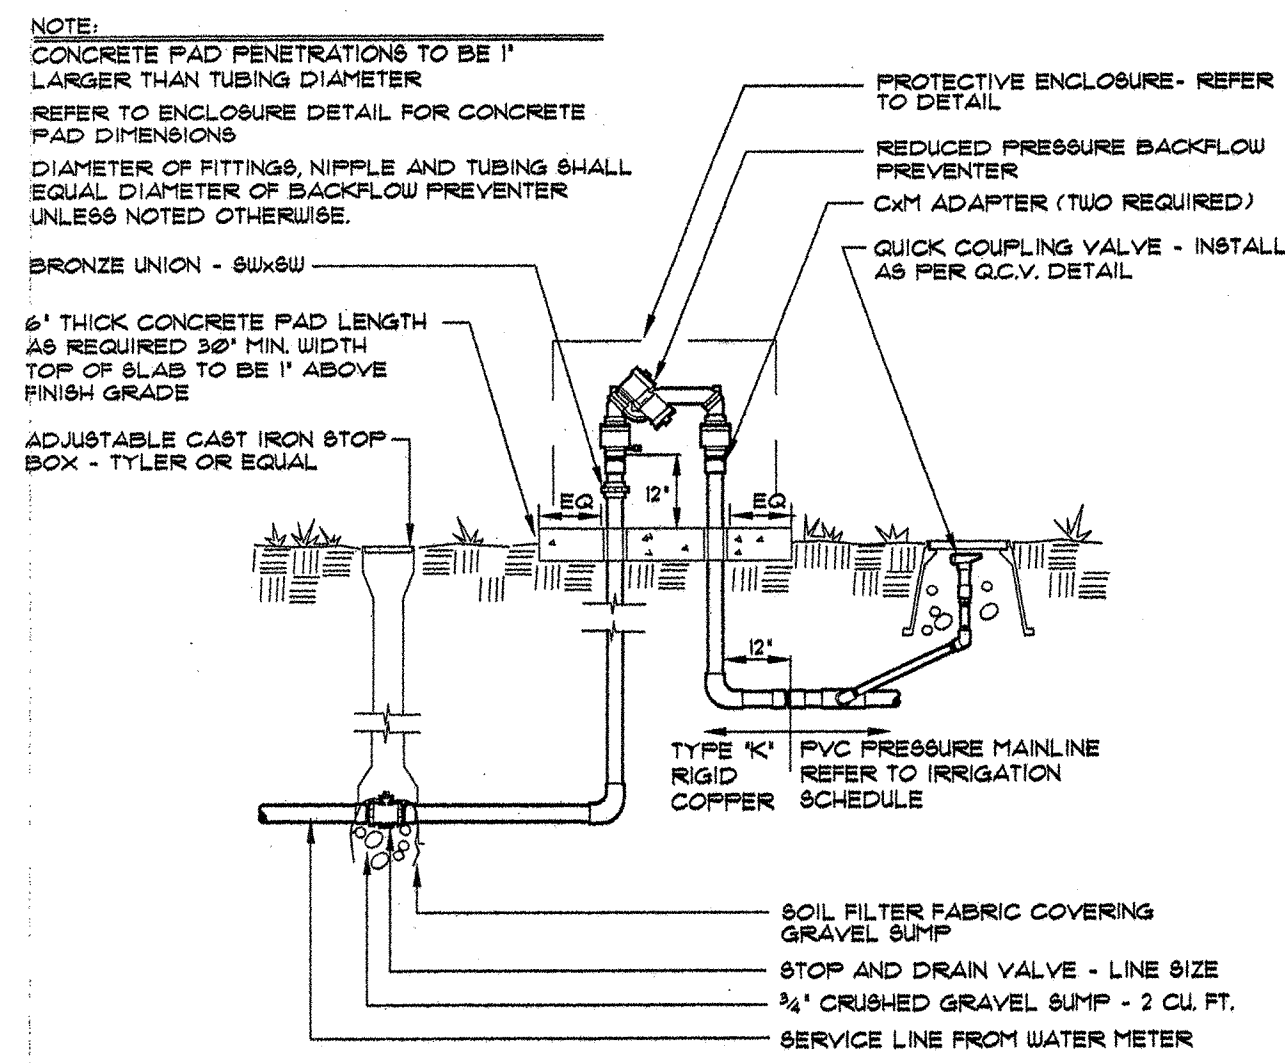 NOTE:
CONCRETE PAD PENETRATIONS TO BE 1"
LARGER THAN TUBING DIAMETER
REFER TO ENCLOSURE DETAIL FOR CONCRETE
PAD DIMENSIONS
DIAMETER OF FITTINGS, NIPPLE AND TUBING SHALL
EQUAL DIAMETER OF BACKFLOW PREVENTER
UNLESS NOTED OTHERWISE.
BRONZE UNION - SWxSW
6" THICK CONCRETE PAD LENGTH
AS REQUIRED 30" MIN. WIDTH
TOP OF SLAB TO BE 1" ABOVE
FINISH GRADE
ADJUSTABLE CAST IRON STOP
BOX - TYLER OR EQUAL
PROTECTIVE ENCLOSURE- REFER
TO DETAIL
REDUCED PRESSURE BACKFLOW
PREVENTER
CxM ADAPTER (TWO REQUIRED)
QUICK COUPLING VALVE - INSTALL
AS PER Q.C.V. DETAIL
EQ
12"
EQ
12"
TYPE "K"
RIGID
COPPER
PVC PRESSURE MAINLINE
REFER TO IRRIGATION
SCHEDULE
SOIL FILTER FABRIC COVERING
GRAVEL SUMP
STOP AND DRAIN VALVE - LINE SIZE
3/4" CRUSHED GRAVEL SUMP - 2 CU. FT.
SERVICE LINE FROM WATER METER